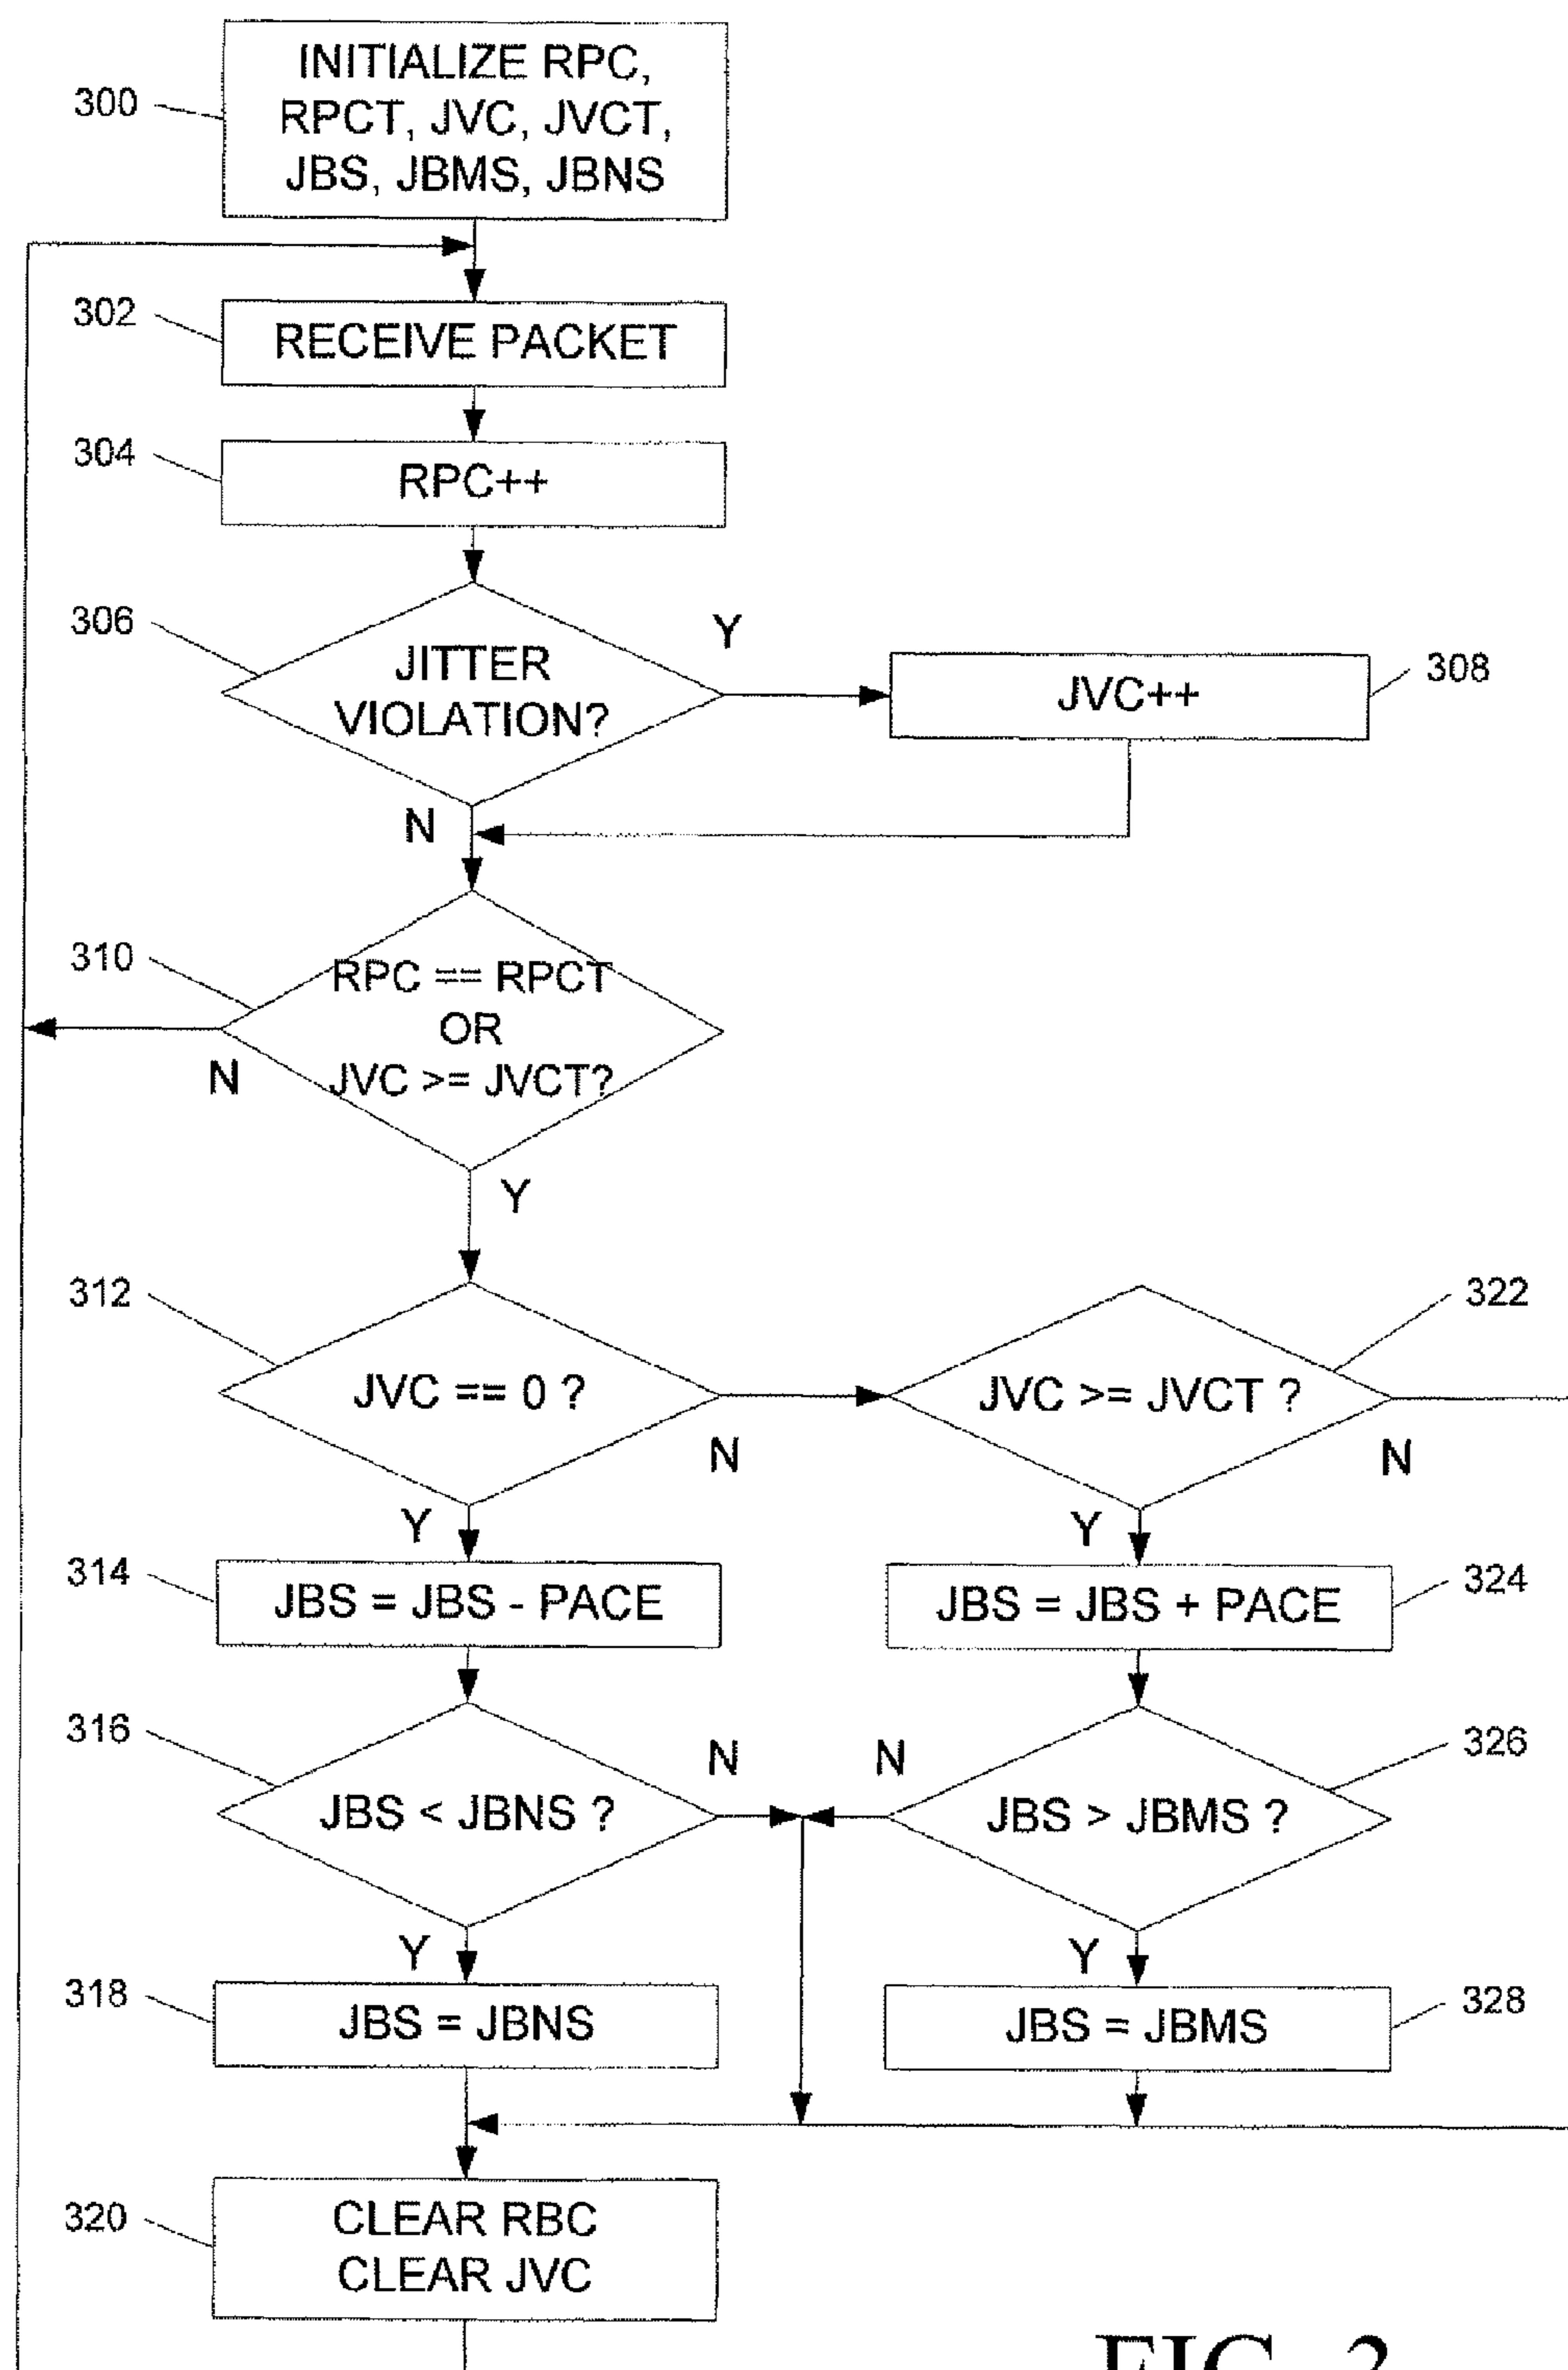 300
INITIALIZE RPC,
RPCT, JVC, JVCT,
JBS, JBMS, JBNS
302
RECEIVE PACKET
304
RPC++
306
JITTER
VIOLATION?
Y
N
JVC++
308
310
RPC == RPCT
OR
JVC >= JVCT?
N
Y
312
JVC == 0 ?
N
Y
322
JVC >= JVCT ?
N
Y
314
JBS = JBS - PACE
324
JBS = JBS + PACE
316
JBS < JBNS ?
N
Y
326
JBS > JBMS ?
N
Y
318
JBS = JBNS
328
JBS = JBMS
320
CLEAR RBC
CLEAR JVC